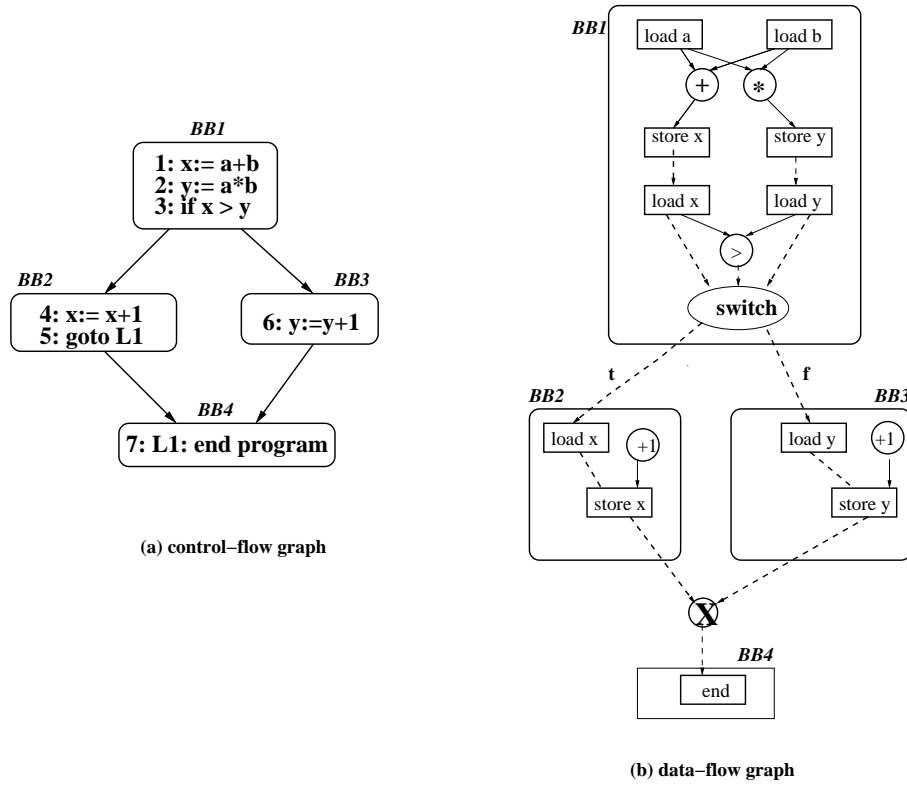 BB1
1: x:= a+b
2: y:= a*b
3: if x > y
BB2
4: x:= x+1
5: goto L1
BB3
6: y:=y+1
BB4
7: L1: end program
(a) control–flow graph
BB1
load a
load b
+
*
store x
store y
load x
load y
>
switch
t
f
BB2
load x
+1
store x
BB3
load y
+1
store y
X
BB4
end
(b) data–flow graph